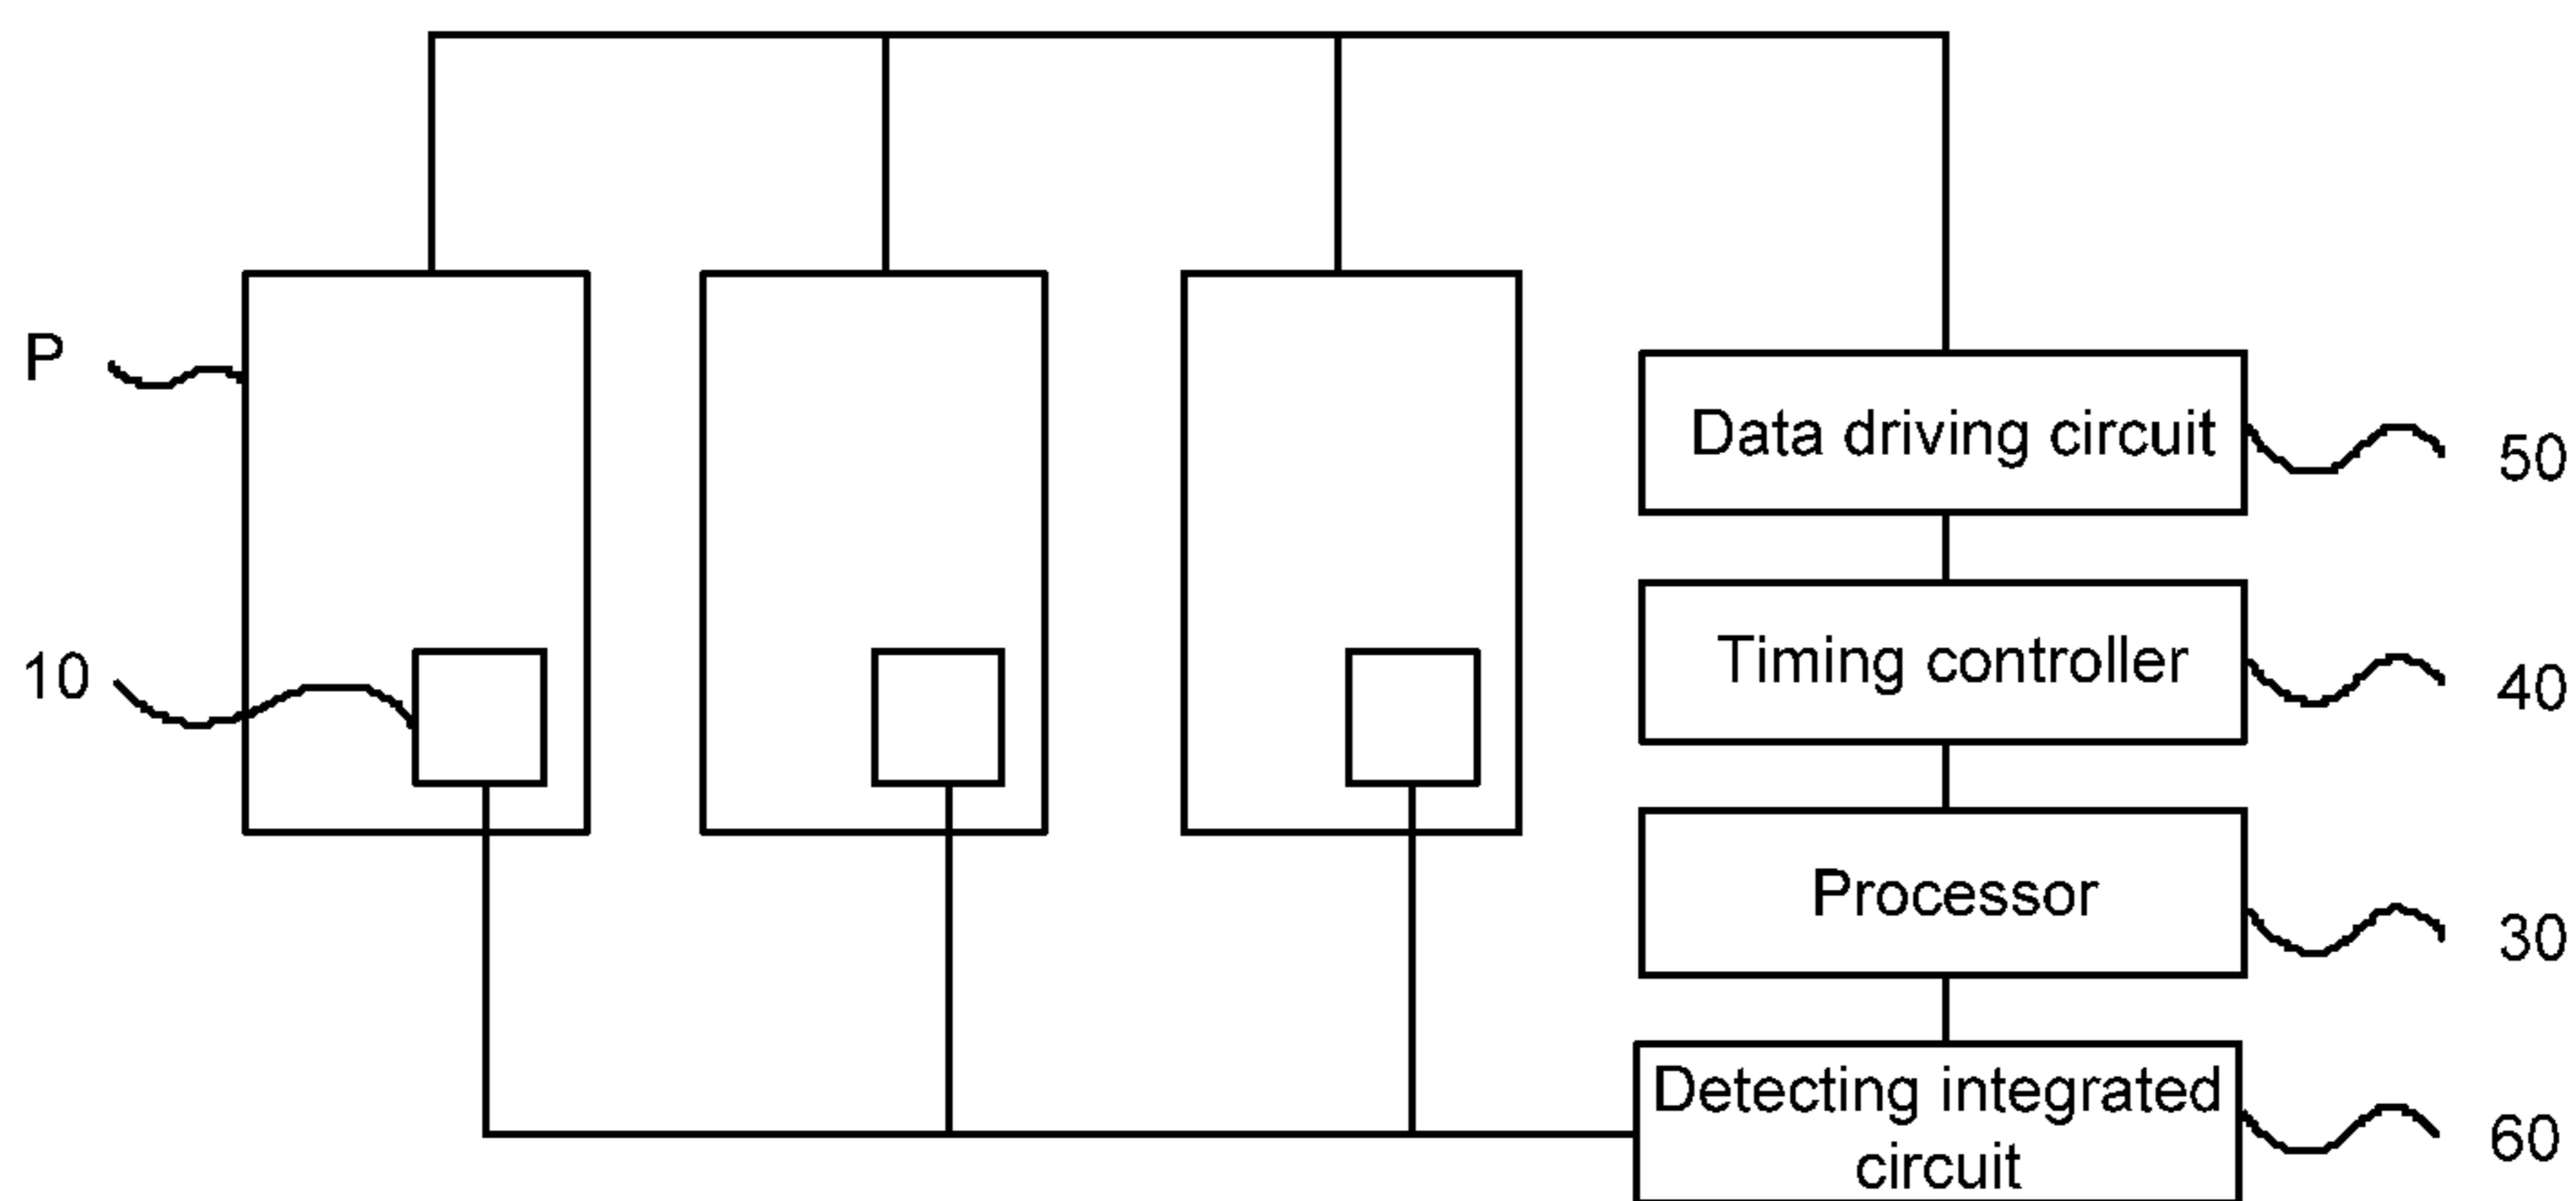 P
Data driving circuit
50
10
Timing controller
40
Processor
30
Detecting integrated
circuit
60